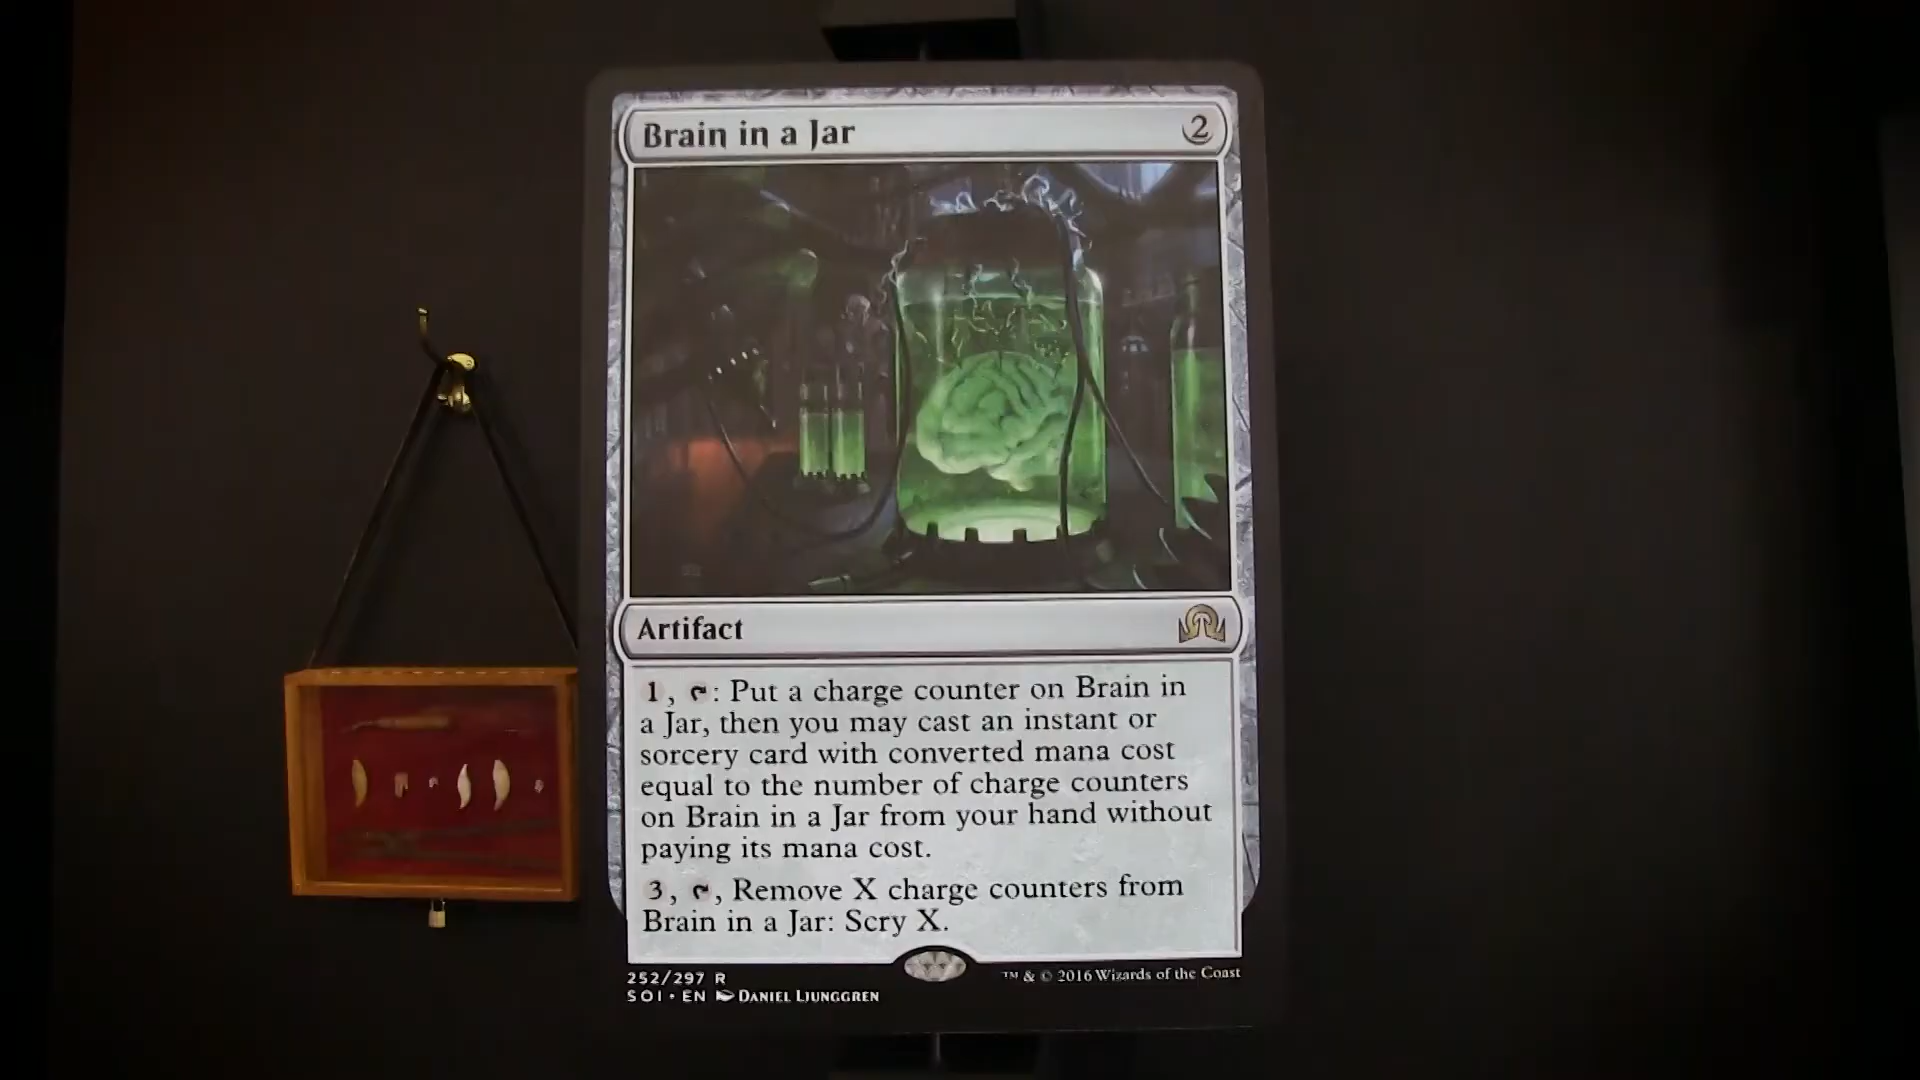 Brain in a Jar 2
Artifact
1, : Put a charge counter on Brain in
a Jar, then you may cast an instant or
sorcery card with converted mana cost
equal to the number of charge counters
on Brain in a Jar from your hand without
paying its mana cost.
3, , Remove X charge counters from
Brain in a Jar: Scry X.
252/297 R
SOI • EN DANIEL LJUNGGREN
™ & © 2016 Wizards of the Coast